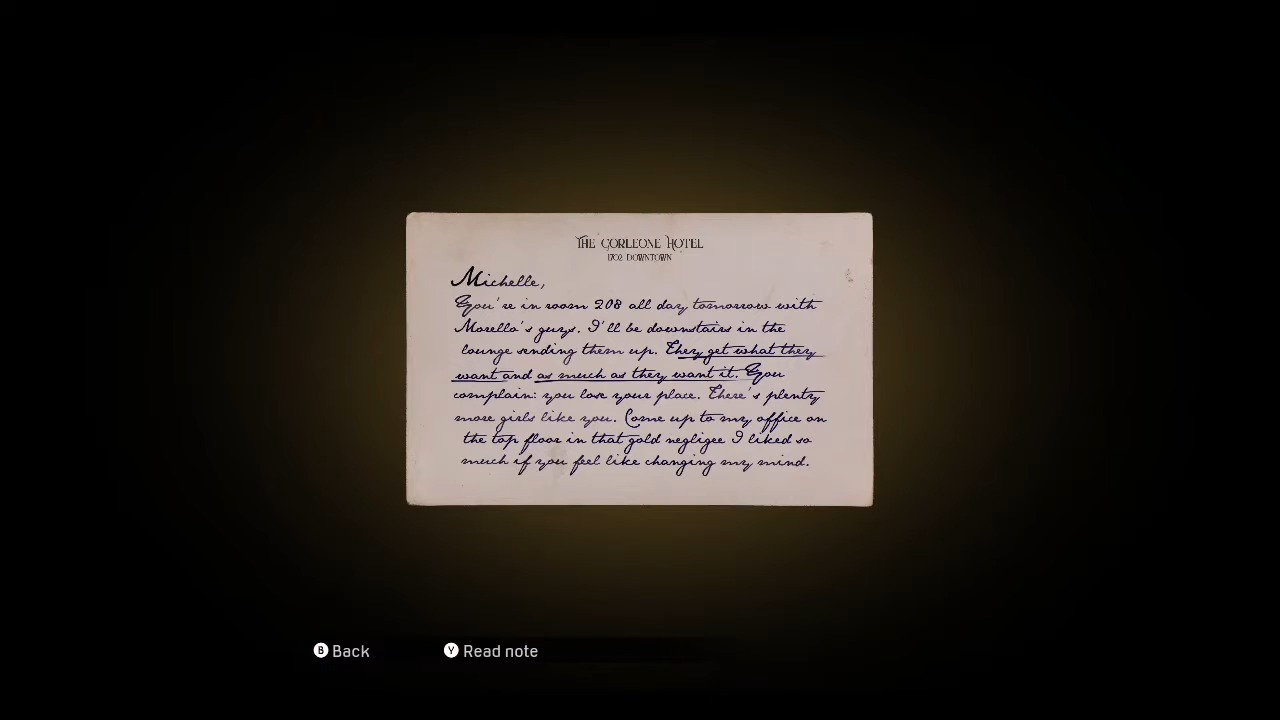 THE CORLEONE HOTEL
1702 DOWNTOWN
Michelle,
You're in room 208 all day tomorrow with
Morello's guys. I'll be downstairs in the
lounge sending them up. They get what they
want and as much as they want it. You
complain: you lose your place. There's plenty
more girls like you. Come up to my office on
the top floor in that gold negligee I liked so
much if you feel like changing my mind.
B Back
Y Read note